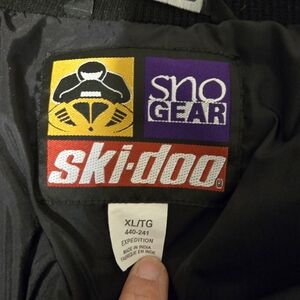 sno
GEAR
ski-doo®
XL/TG
440-241
EXPEDITION
MADE IN INDIA
FABRIQUÉ EN INDE